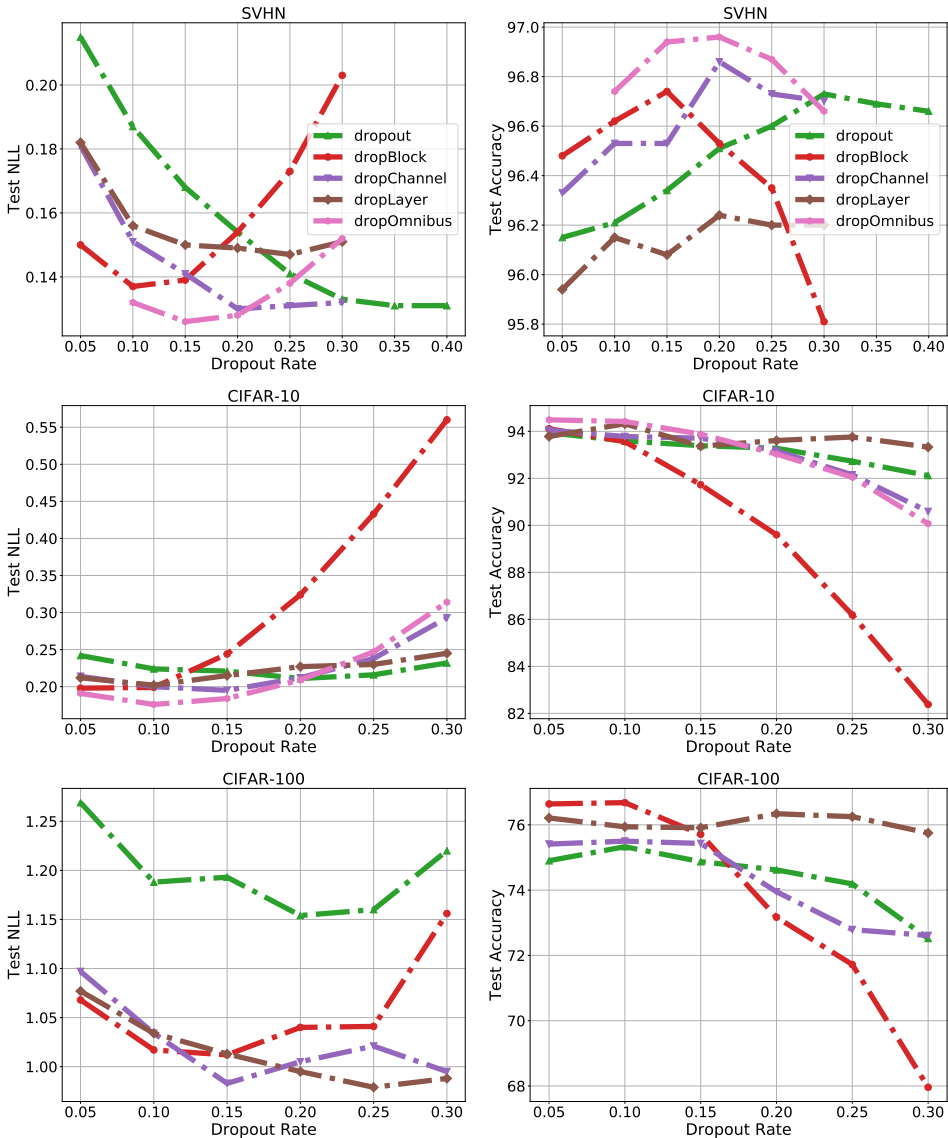 SVHN
Test NLL
0.20
0.18
0.16
0.14
dropout
dropBlock
dropChannel
dropLayer
dropOmnibus
0.05 0.10 0.15 0.20 0.25 0.30 0.35 0.40
Dropout Rate
SVHN
Test Accuracy
97.0
96.8
96.6
96.4
96.2
96.0
95.8
dropout
dropBlock
dropChannel
dropLayer
dropOmnibus
0.05 0.10 0.15 0.20 0.25 0.30 0.35 0.40
Dropout Rate
CIFAR-10
Test NLL
0.55
0.50
0.45
0.40
0.35
0.30
0.25
0.20
0.05 0.10 0.15 0.20 0.25 0.30
Dropout Rate
CIFAR-10
Test Accuracy
94
92
90
88
86
84
82
0.05 0.10 0.15 0.20 0.25 0.30
Dropout Rate
CIFAR-100
Test NLL
1.25
1.20
1.15
1.10
1.05
1.00
0.05 0.10 0.15 0.20 0.25 0.30
Dropout Rate
CIFAR-100
Test Accuracy
76
74
72
70
68
0.05 0.10 0.15 0.20 0.25 0.30
Dropout Rate